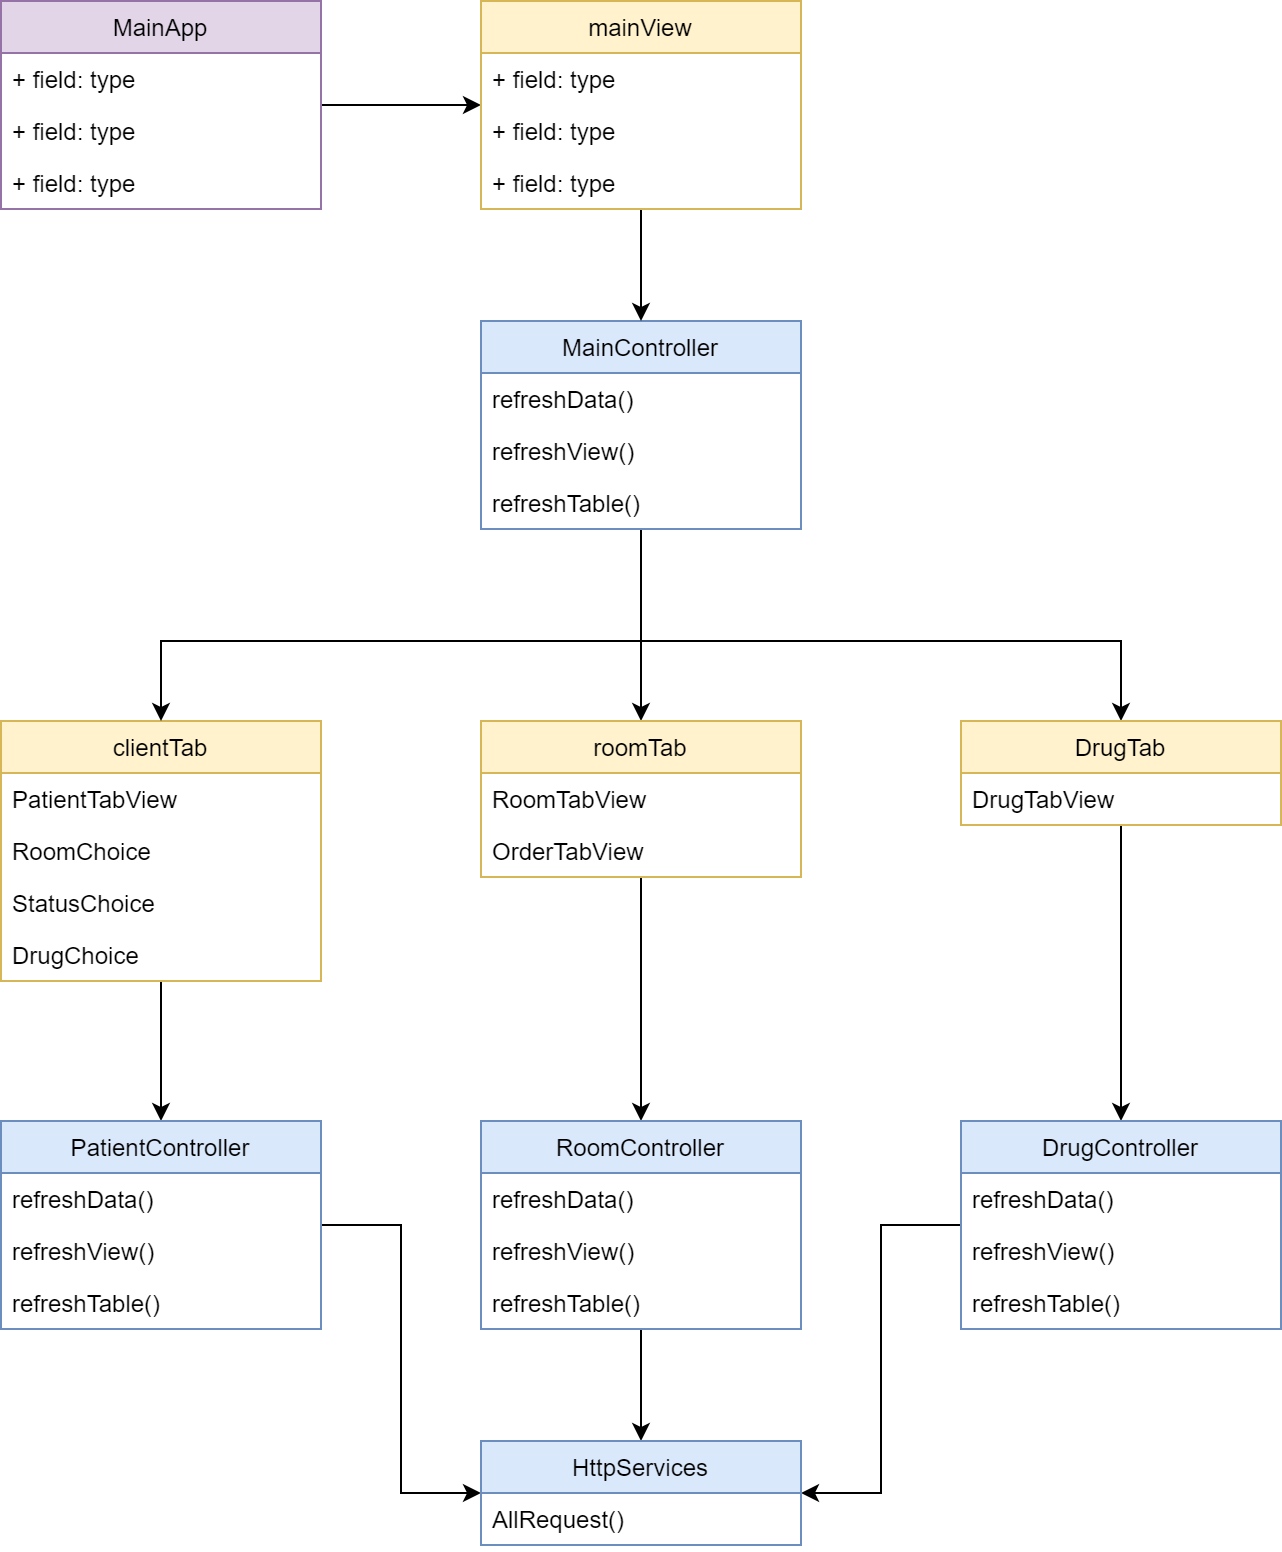 MainApp
+ field: type
+ field: type
+ field: type
mainView
+ field: type
+ field: type
+ field: type
MainController
refreshData()
refreshView()
refreshTable()
clientTab
PatientTabView
RoomChoice
StatusChoice
DrugChoice
roomTab
RoomTabView
OrderTabView
DrugTab
DrugTabView
PatientController
refreshData()
refreshView()
refreshTable()
RoomController
refreshData()
refreshView()
refreshTable()
DrugController
refreshData()
refreshView()
refreshTable()
HttpServices
AllRequest()